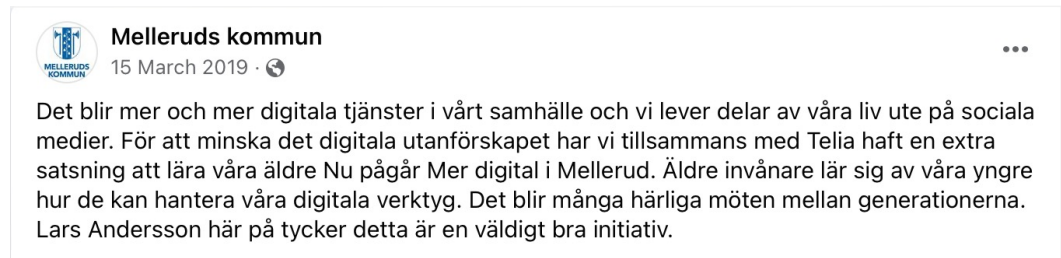 Melleruds kommun
15 March 2019 ·
MELLERUDS
KOMMUN
Det blir mer och mer digitala tjänster i vårt samhälle och vi lever delar av våra liv ute på sociala
medier. För att minska det digitala utanförskapet har vi tillsammans med Telia haft en extra
satsning att lära våra äldre Nu pågår Mer digital i Mellerud. Äldre invånare lär sig av våra yngre
hur de kan hantera våra digitala verktyg. Det blir många härliga möten mellan generationerna.
Lars Andersson här på tycker detta är en väldigt bra initiativ.